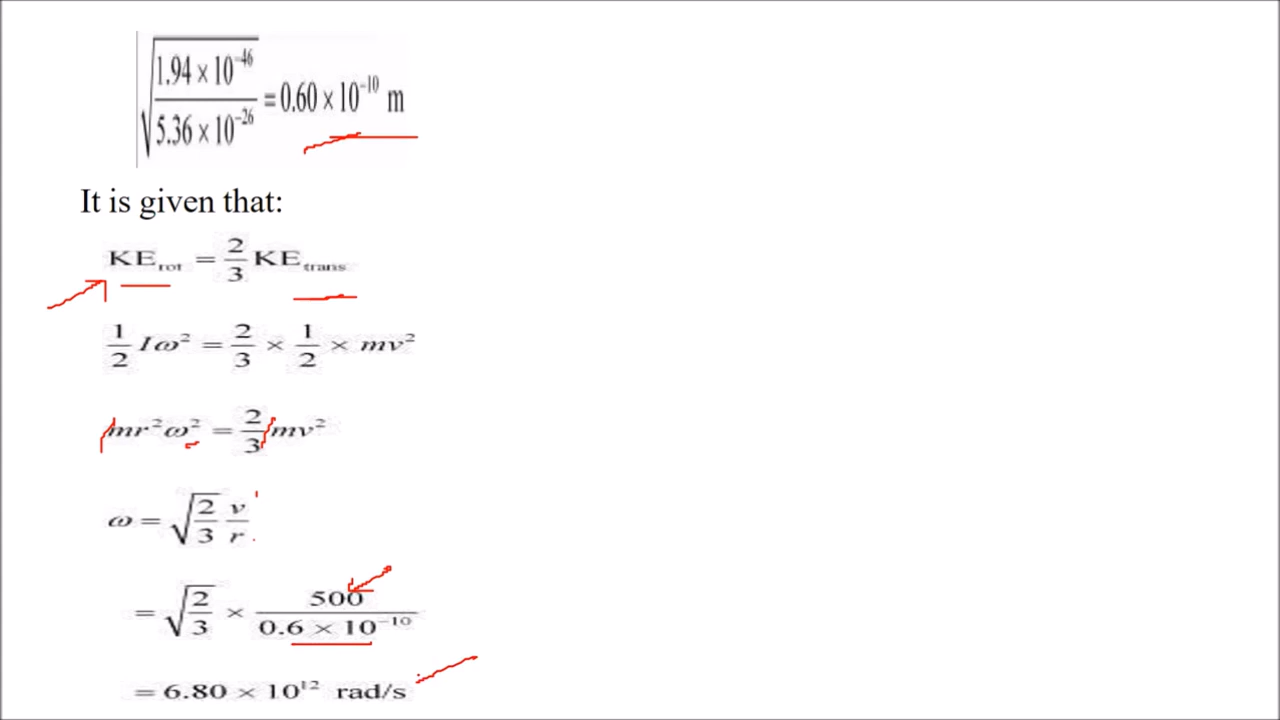 √(1.94 × 10⁻⁴⁶ / 5.36 × 10⁻²⁶) = 0.60 × 10⁻¹⁰ m
It is given that:
KE_rot = 2/3 KE_trans
1/2 Iω² = 2/3 × 1/2 × mv²
mr²ω² = 2/3 mv²
ω = √(2/3) v/r
= √(2/3) × 500 / 0.6 × 10⁻¹⁰
= 6.80 × 10¹² rad/s